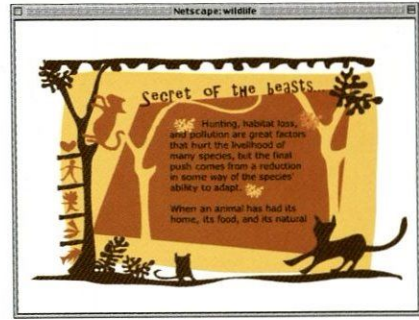 Netscape: wildlife
Secret of the beasts...
Hunting, habitat loss,
and pollution are great factors
that hurt the livelihood of
many species, but the final
push comes from a reduction
in some way of the species'
ability to adapt.
When an animal has had its
home, its food, and its natural